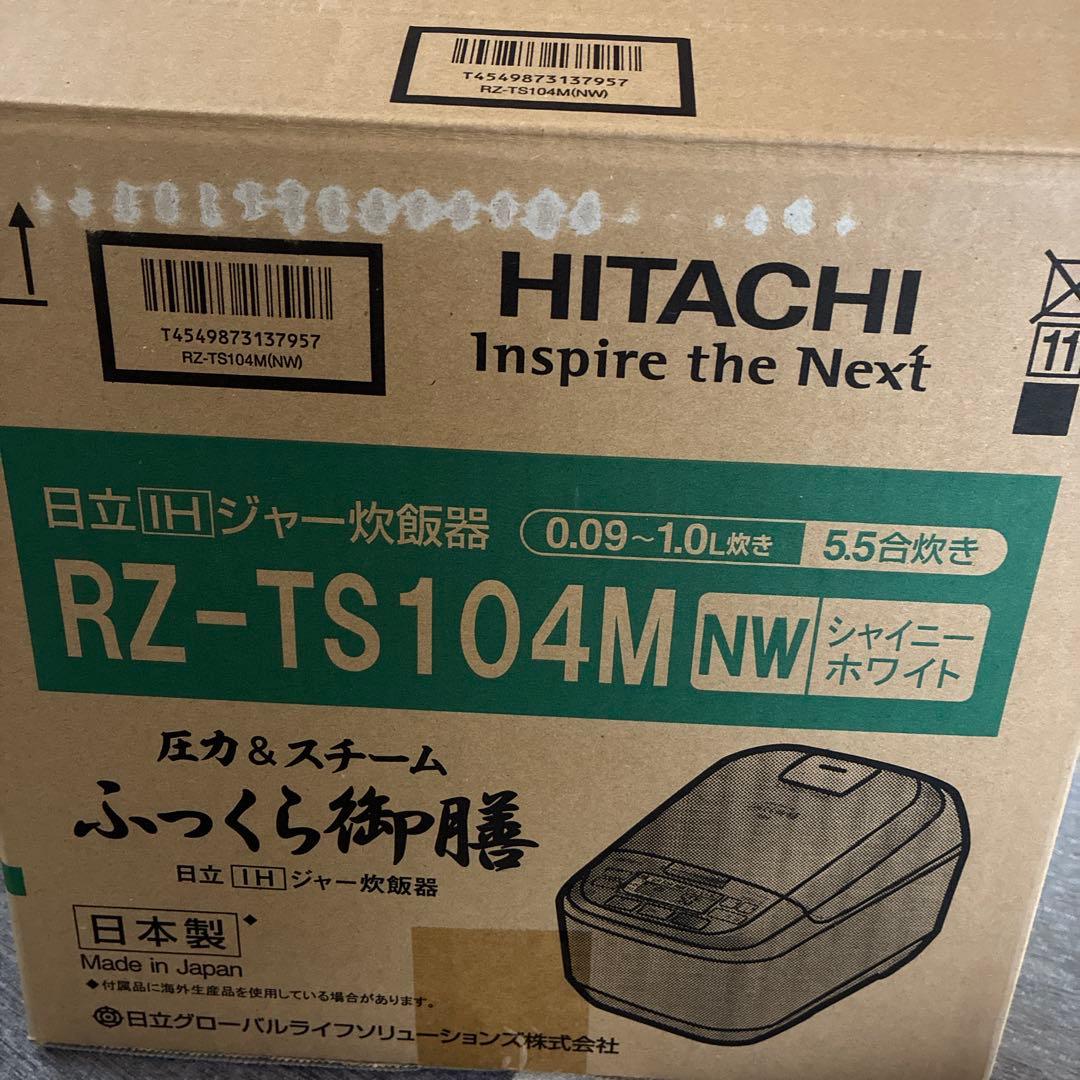 T4549873137957
RZ-TS104M(NW)
T4549873137957
RZ-TS104M(NW)
HITACHI
Inspire the Next
11
日立IHジャー炊飯器
0.09～1.0L炊き
5.5合炊き
RZ-TS104M
NW
シャイニー
ホワイト
圧力&スチーム
ふっくら御膳
日立IHジャー炊飯器
日本製◆
Made in Japan
◆付属品に海外生産品を使用している場合があります。
日立グローバルライフソリューションズ株式会社